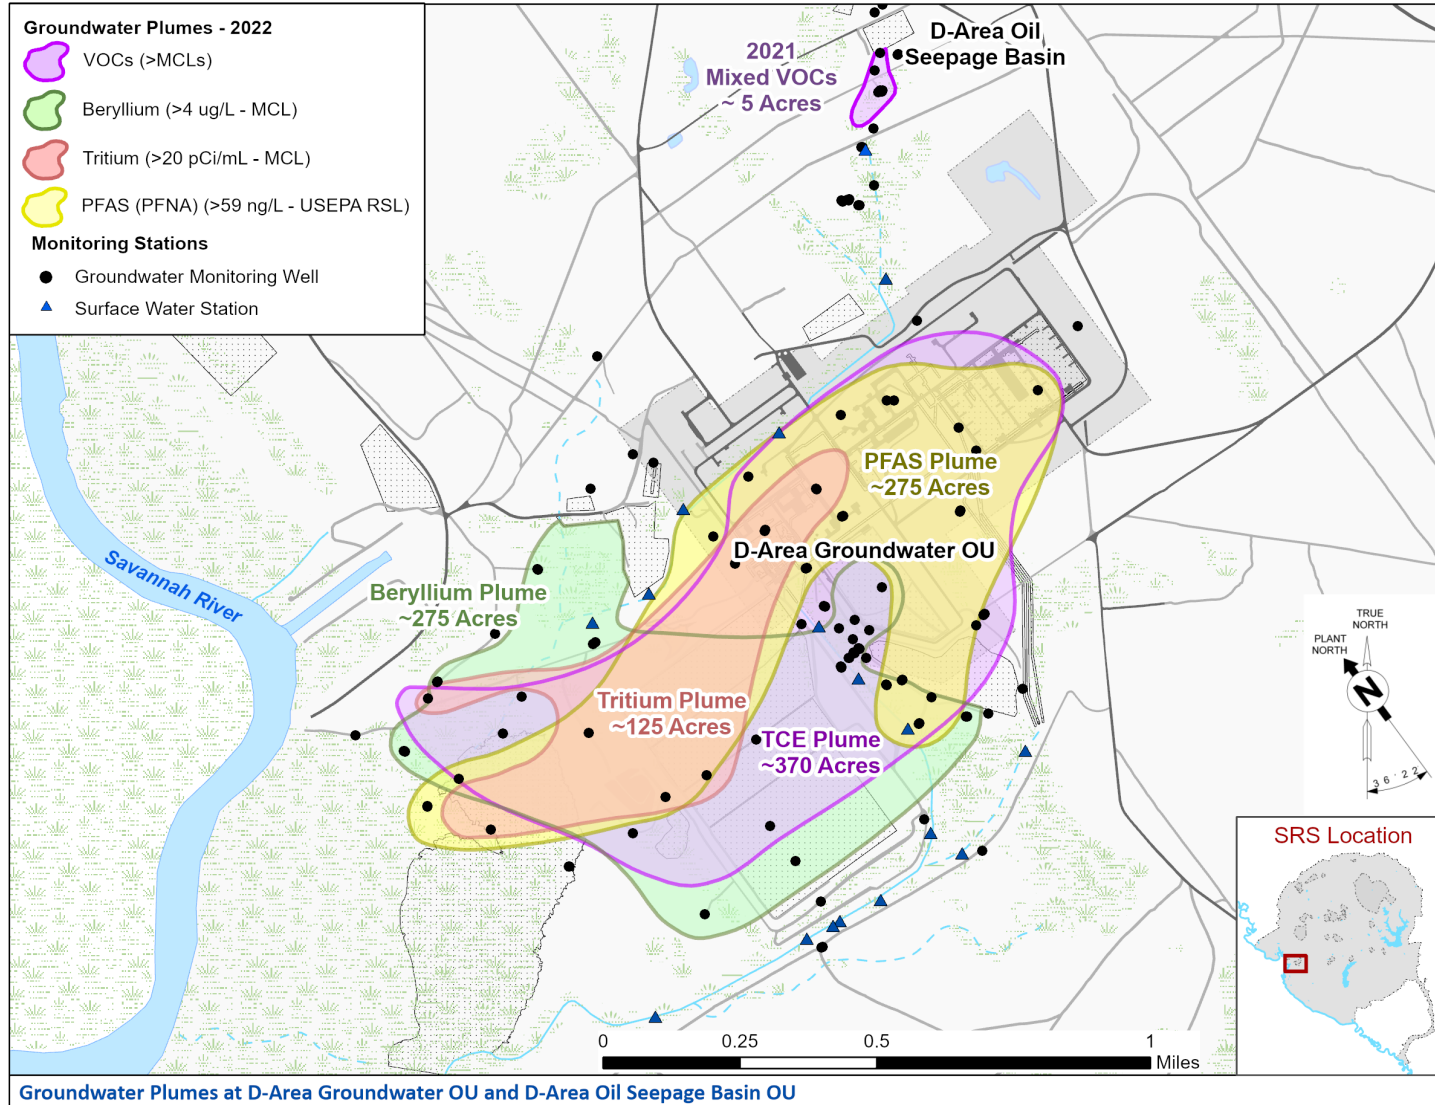 Groundwater Plumes - 2022
VOCs (>MCLs)
Beryllium (>4 ug/L - MCL)
Tritium (>20 pCi/mL - MCL)
PFAS (PFNA) (>59 ng/L - USEPA RSL)
Monitoring Stations
Groundwater Monitoring Well
Surface Water Station
2021
Mixed VOCs
~ 5 Acres
D-Area Oil
Seepage Basin
PFAS Plume
~275 Acres
D-Area Groundwater OU
Savannah River
Beryllium Plume
~275 Acres
Tritium Plume
~125 Acres
TCE Plume
~370 Acres
TRUE
NORTH
PLANT
NORTH
N
36°22'
SRS Location
0 0.25 0.5 1
Miles
Groundwater Plumes at D-Area Groundwater OU and D-Area Oil Seepage Basin OU